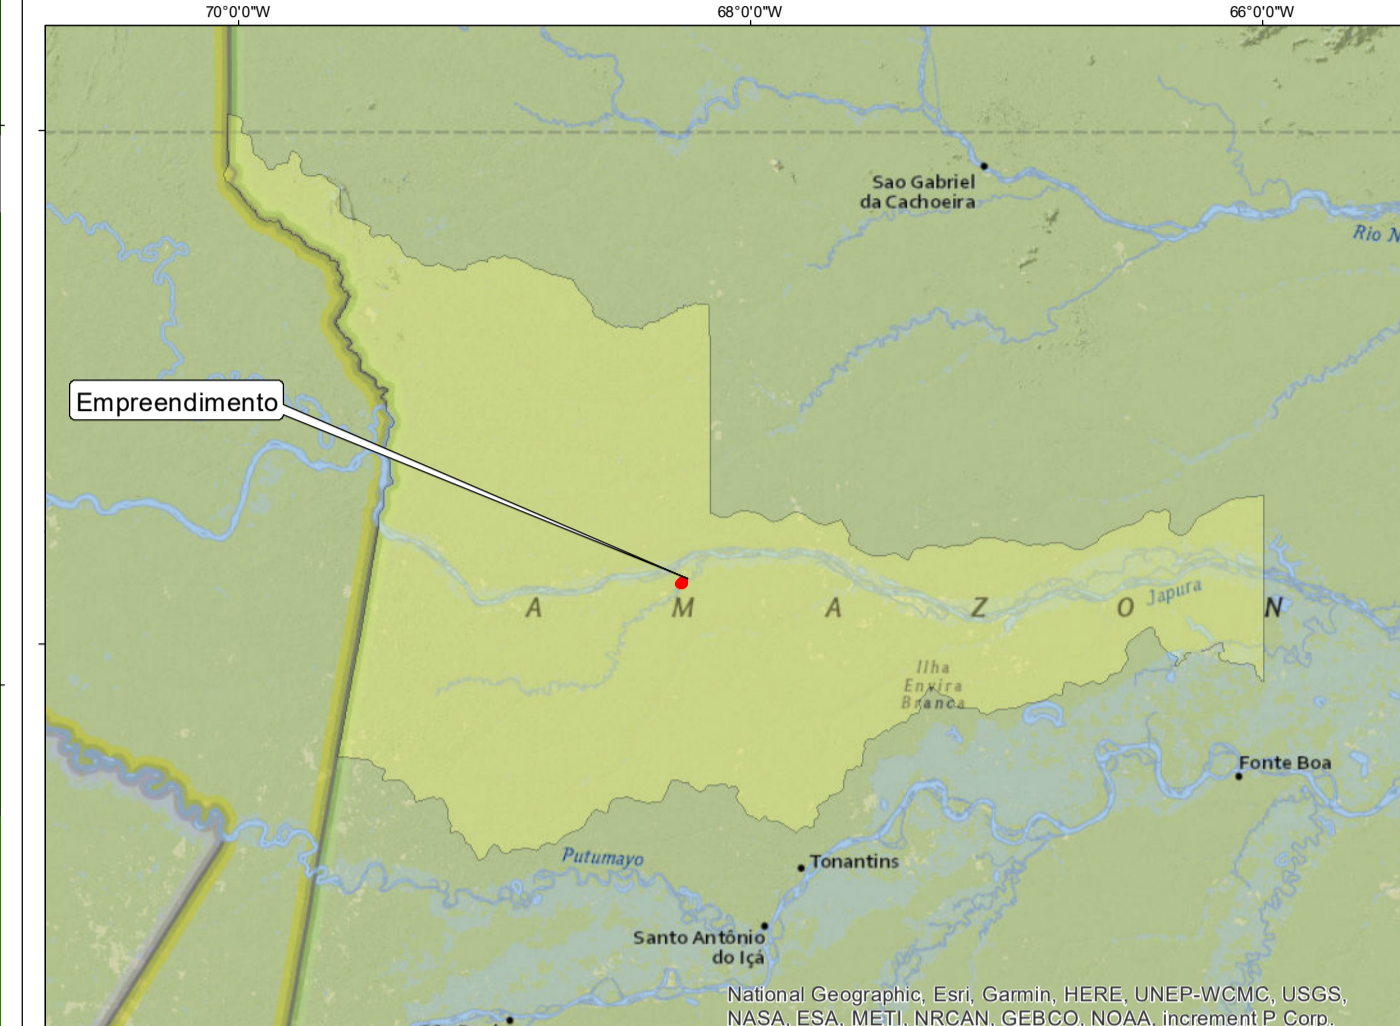 70°0'0"W
68°0'0"W
66°0'0"W
Sao Gabriel
da Cachoeira
Rio N
Empreendimento
A M A Z O N
Japura
Ilha
Envira
Branca
Fonte Boa
Putumayo
Tonantins
Santo Antônio
do Içá
National Geographic, Esri, Garmin, HERE, UNEP-WCMC, USGS,
NASA, ESA, METI, NRCAN, GEBCO, NOAA, increment P Corp.